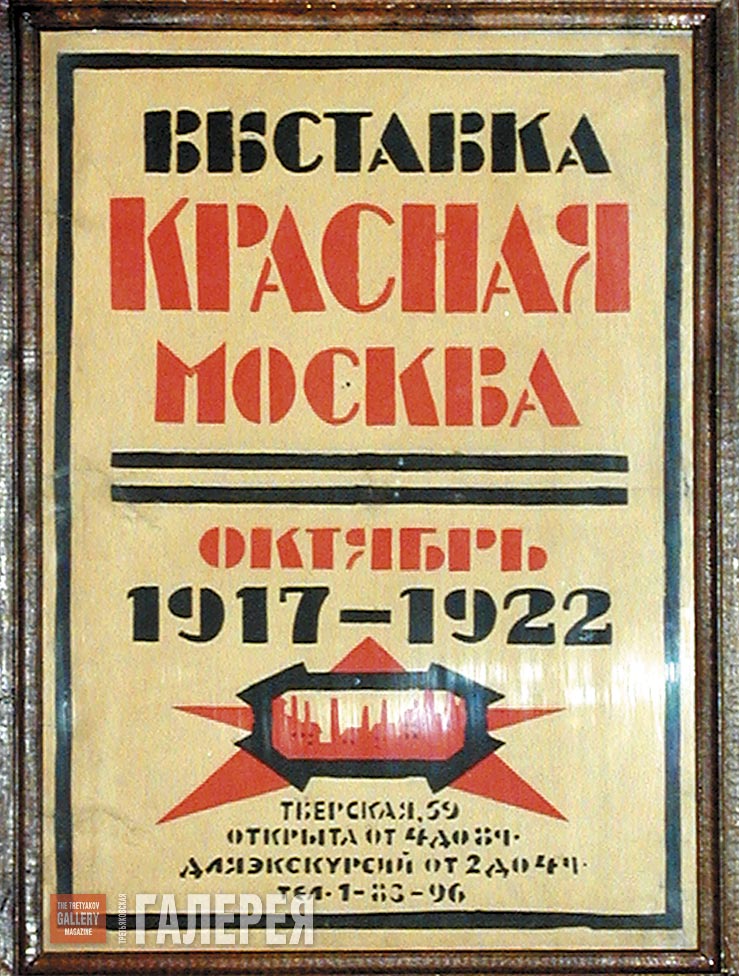 ВЫСТАВКА
КРАСНАЯ
МОСКВА
ОКТЯБРЬ
1917–1922
ТВЕРСКАЯ, 59
ОТКРЫТА ОТ 4 ДО 8 Ч.
ДЛЯ ЭКСКУРСИЙ ОТ 2 ДО 4 Ч.
ТЕЛ. 1-83-96
THE TRETYAKOV
GALLERY
MAGAZINE
ТРЕТЬЯКОВСКАЯ
ГАЛЕРЕЯ